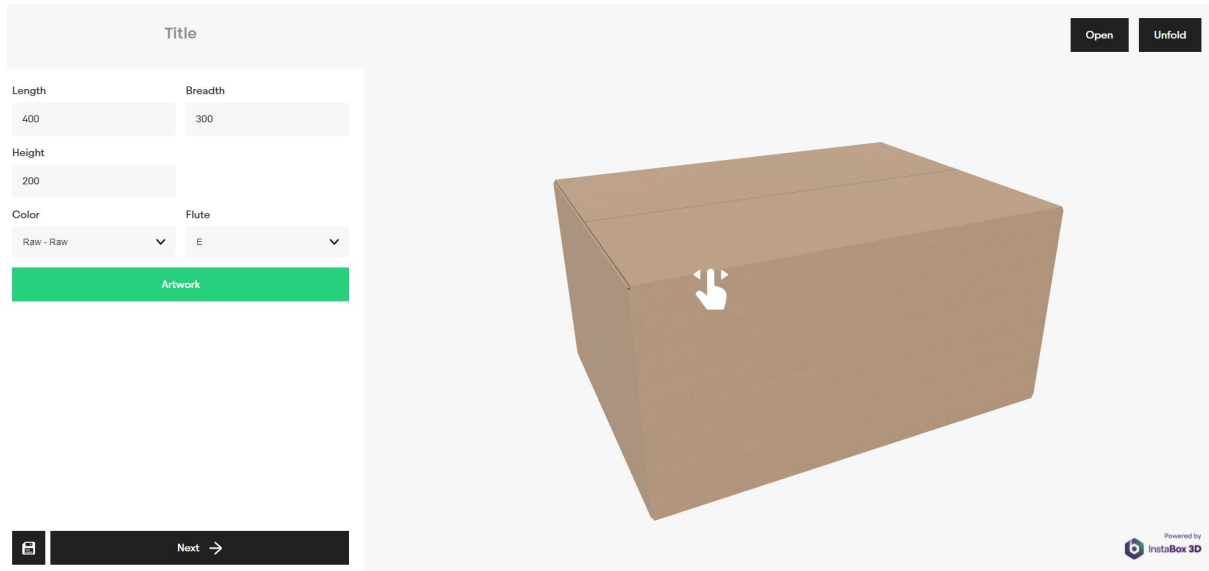 Title
Open
Unfold
Length
Breadth
400
300
Height
200
Color
Flute
Raw - Raw
E
Artwork
Next
Powered by
InstaBox 3D